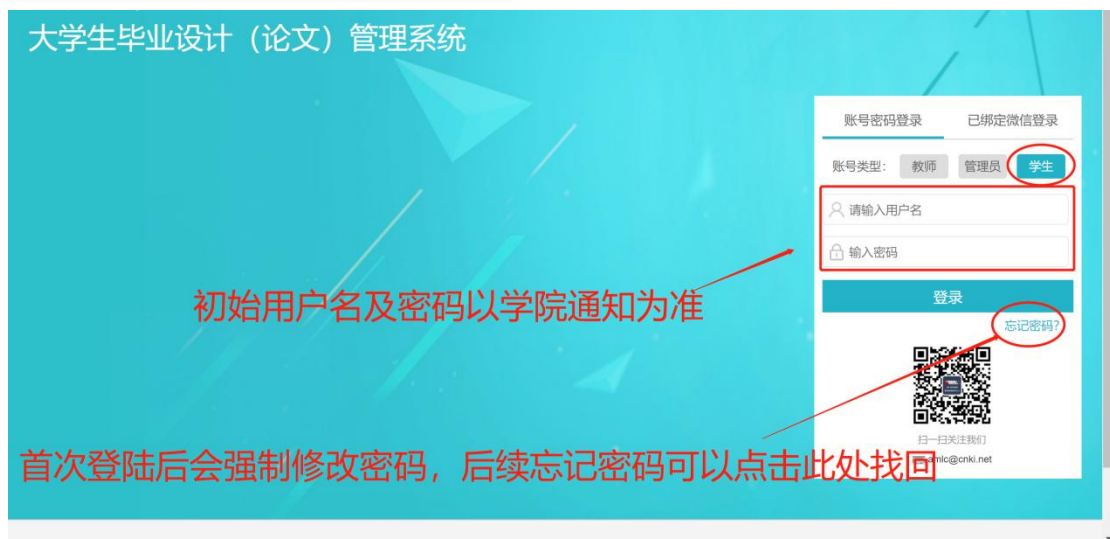 大学生毕业设计（论文）管理系统
账号密码登录 已绑定微信登录
账号类型： 教师 管理员 学生
请输入用户名
输入密码
登录
初始用户名及密码以学院通知为准
忘记密码?
扫一扫关注我们
amlc@cnki.net
首次登陆后会强制修改密码，后续忘记密码可以点击此处找回